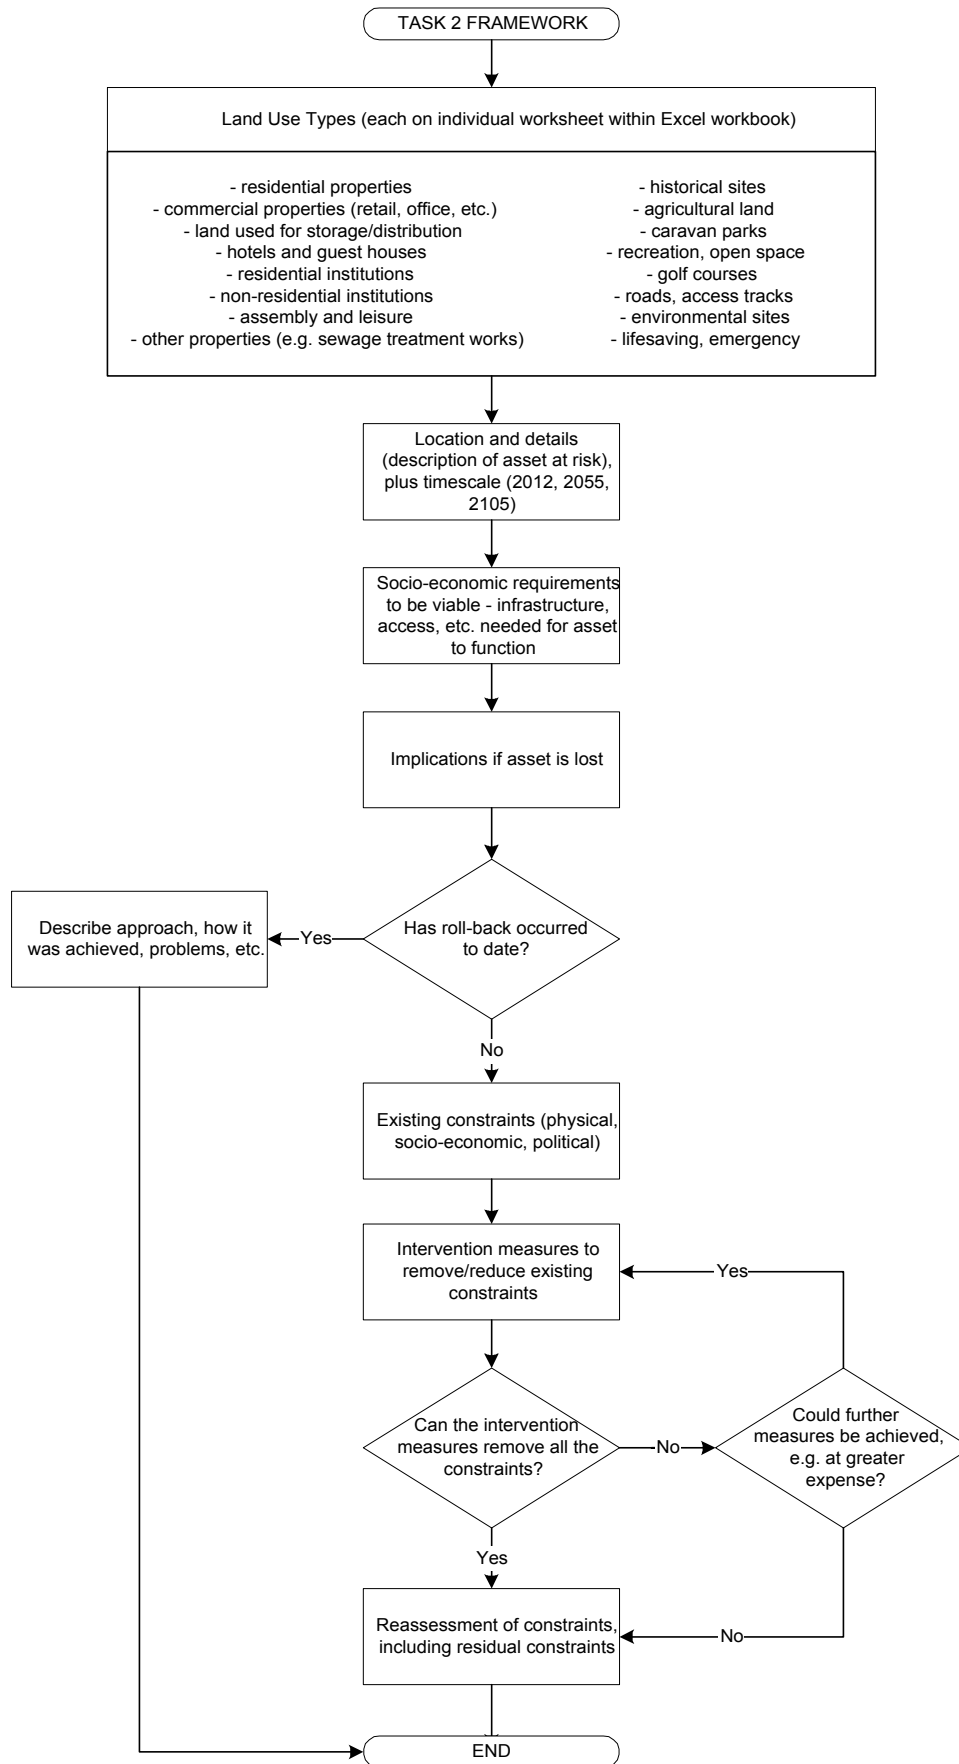 TASK 2 FRAMEWORK
Land Use Types (each on individual worksheet within Excel workbook)
- residential properties
- commercial properties (retail, office, etc.)
- land used for storage/distribution
- hotels and guest houses
- residential institutions
- non-residential institutions
- assembly and leisure
- other properties (e.g. sewage treatment works)
- historical sites
- agricultural land
- caravan parks
- recreation, open space
- golf courses
- roads, access tracks
- environmental sites
- lifesaving, emergency
Location and details
(description of asset at risk),
plus timescale (2012, 2055,
2105)
Socio-economic requirements
to be viable - infrastructure,
access, etc. needed for asset
to function
Implications if asset is lost
Has roll-back occurred
to date?
Yes
Describe approach, how it
was achieved, problems, etc.
No
Existing constraints (physical,
socio-economic, political)
Intervention measures to
remove/reduce existing
constraints
Yes
Can the intervention
measures remove all the
constraints?
No
Could further
measures be achieved,
e.g. at greater
expense?
Yes
Reassessment of constraints,
including residual constraints
No
END